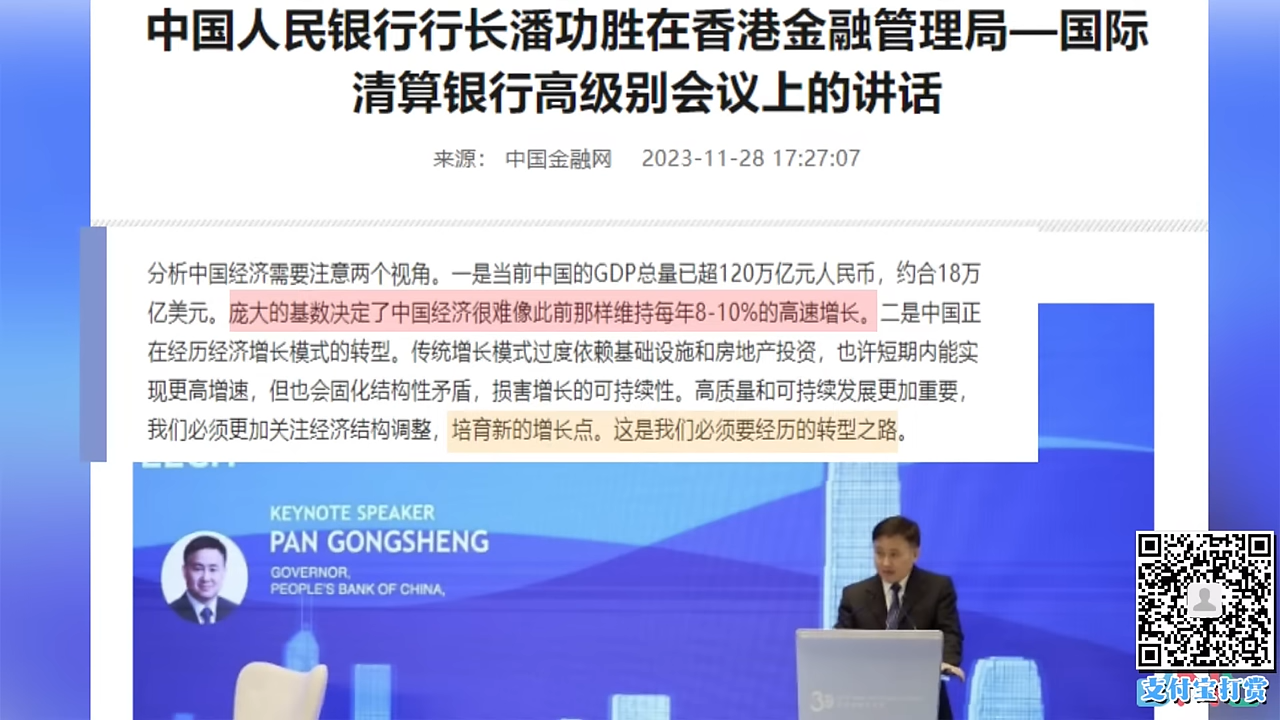 中国人民银行行长潘功胜在香港金融管理局—国际
清算银行高级别会议上的讲话
来源： 中国金融网 2023-11-28 17:27:07
分析中国经济需要注意两个视角。一是当前中国的GDP总量已超120万亿元人民币，约合18万
亿美元。庞大的基数决定了中国经济很难像此前那样维持每年8-10%的高速增长。二是中国正
在经历经济增长模式的转型。传统增长模式过度依赖基础设施和房地产投资，也许短期内能实
现更高增速，但也会固化结构性矛盾，损害增长的可持续性。高质量和可持续发展更加重要，
我们必须更加关注经济结构调整，培育新的增长点。这是我们必须要经历的转型之路。
KEYNOTE SPEAKER
PAN GONGSHENG
GOVERNOR,
PEOPLE'S BANK OF CHINA,
支付宝打赏